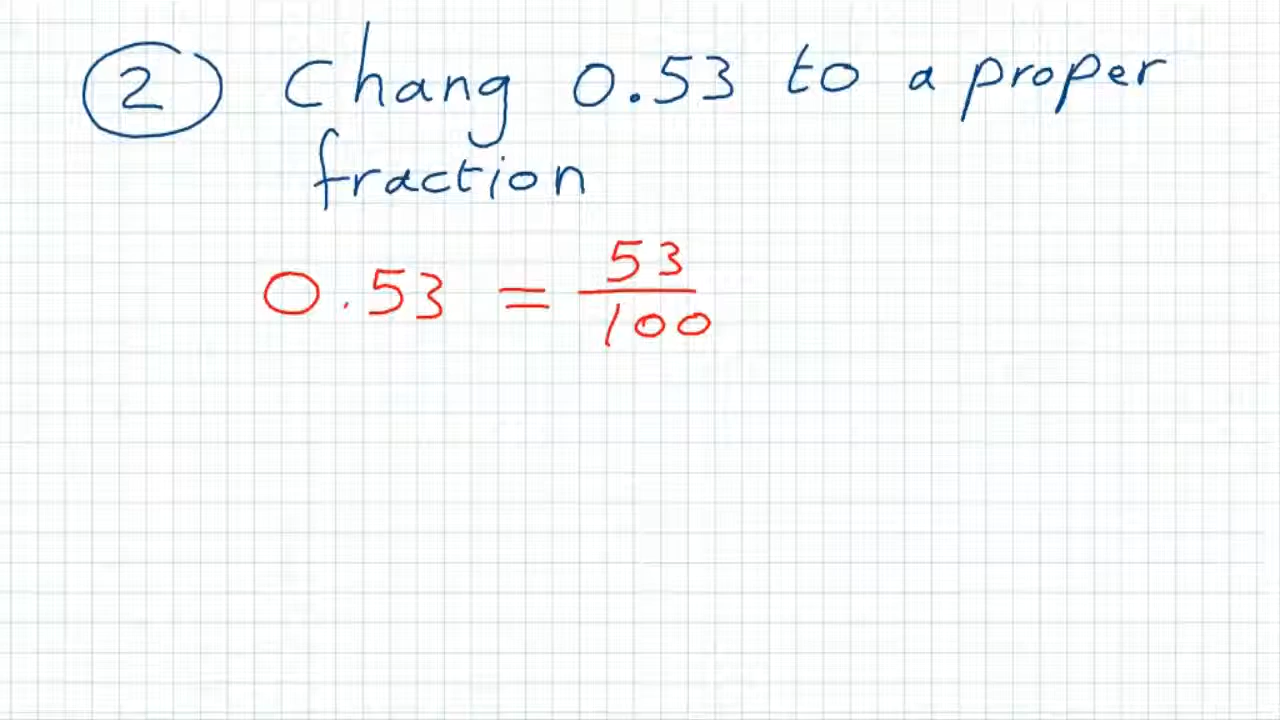 2 Chang 0.53 to a proper
fraction
0.53 = 53/100